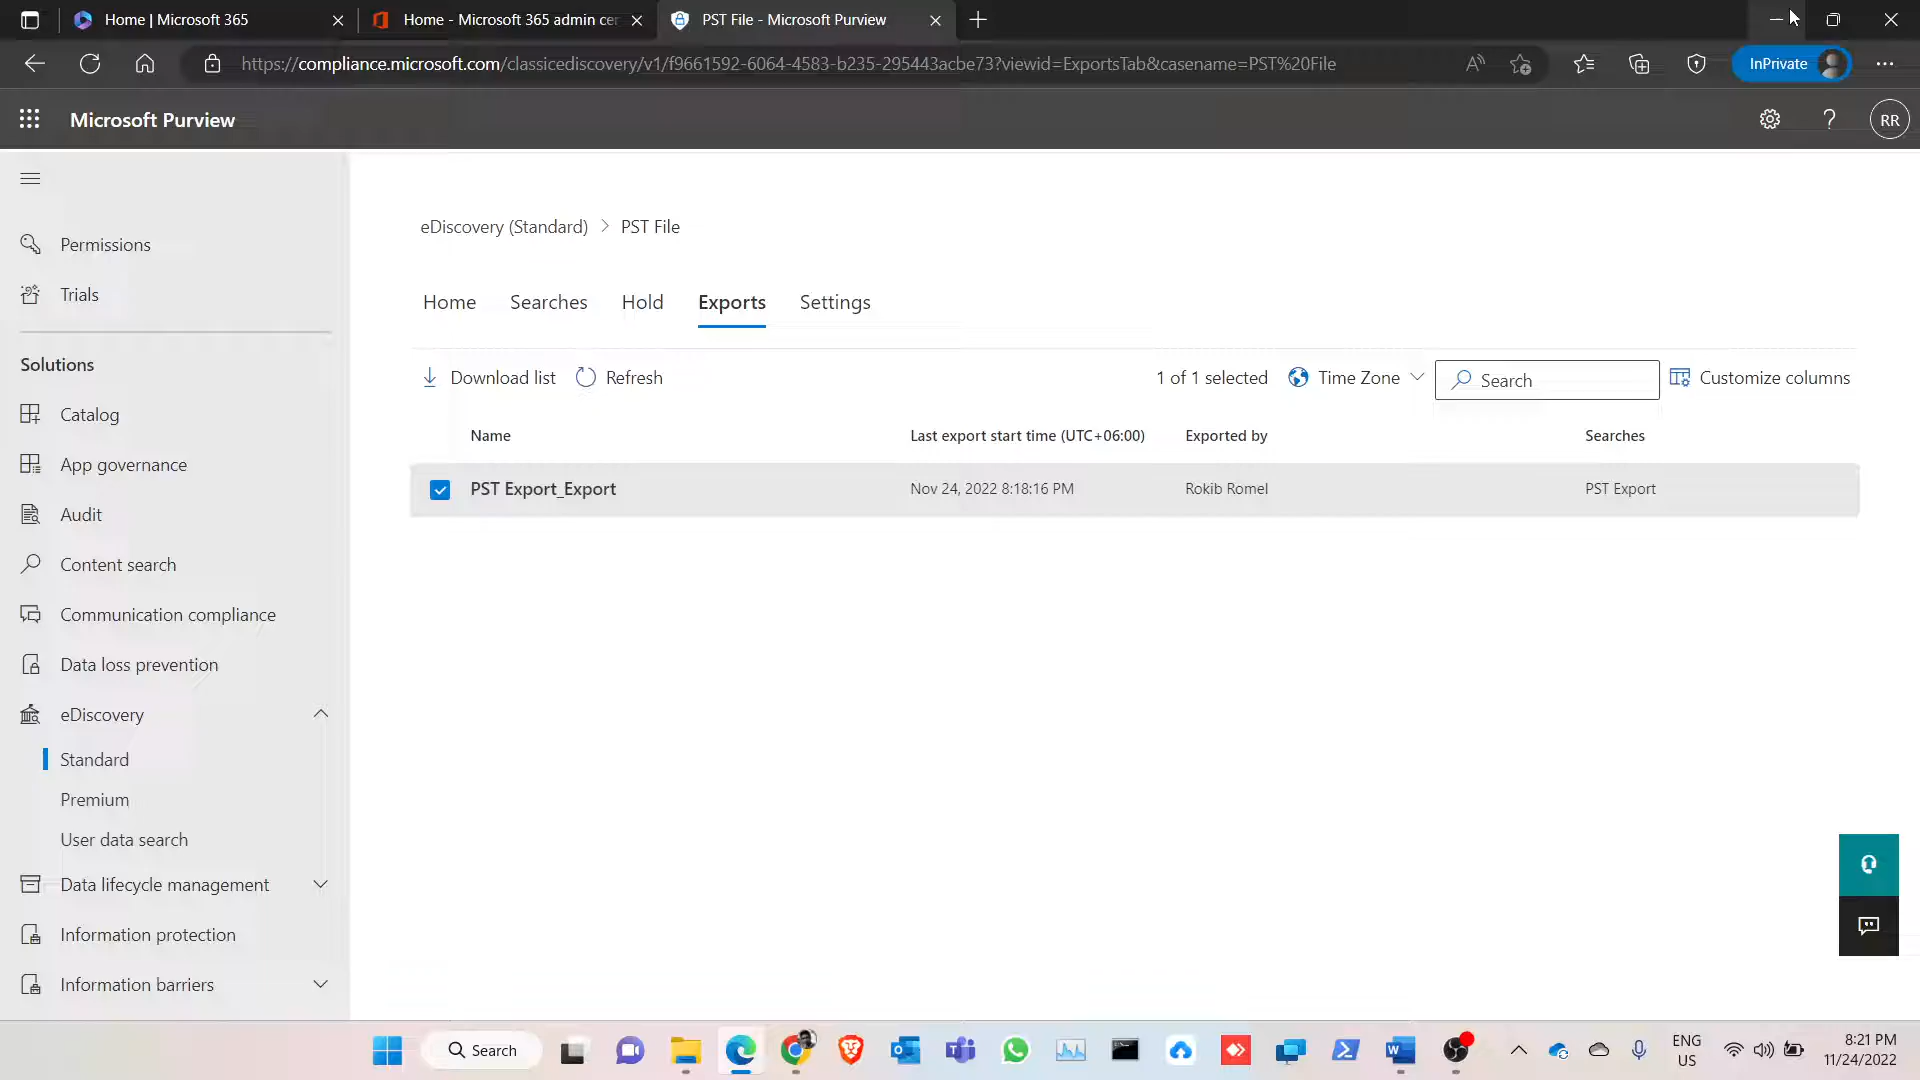 Home | Microsoft 365
Home - Microsoft 365 admin cer
PST File - Microsoft Purview
https://compliance.microsoft.com/classicediscovery/v1/f9661592-6064-4583-b235-295443acbe73?viewid=ExportsTab&casename=PST%20File
InPrivate
Microsoft Purview
RR
Permissions
Trials
Solutions
Catalog
App governance
Audit
Content search
Communication compliance
Data loss prevention
eDiscovery
Standard
Premium
User data search
Data lifecycle management
Information protection
Information barriers
eDiscovery (Standard) > PST File
Home Searches Hold Exports Settings
Download list Refresh 1 of 1 selected Time Zone Search Customize columns
Name Last export start time (UTC+06:00) Exported by Searches
PST Export_Export Nov 24, 2022 8:18:16 PM Rokib Romel PST Export
Search
ENG
US
8:21 PM
11/24/2022